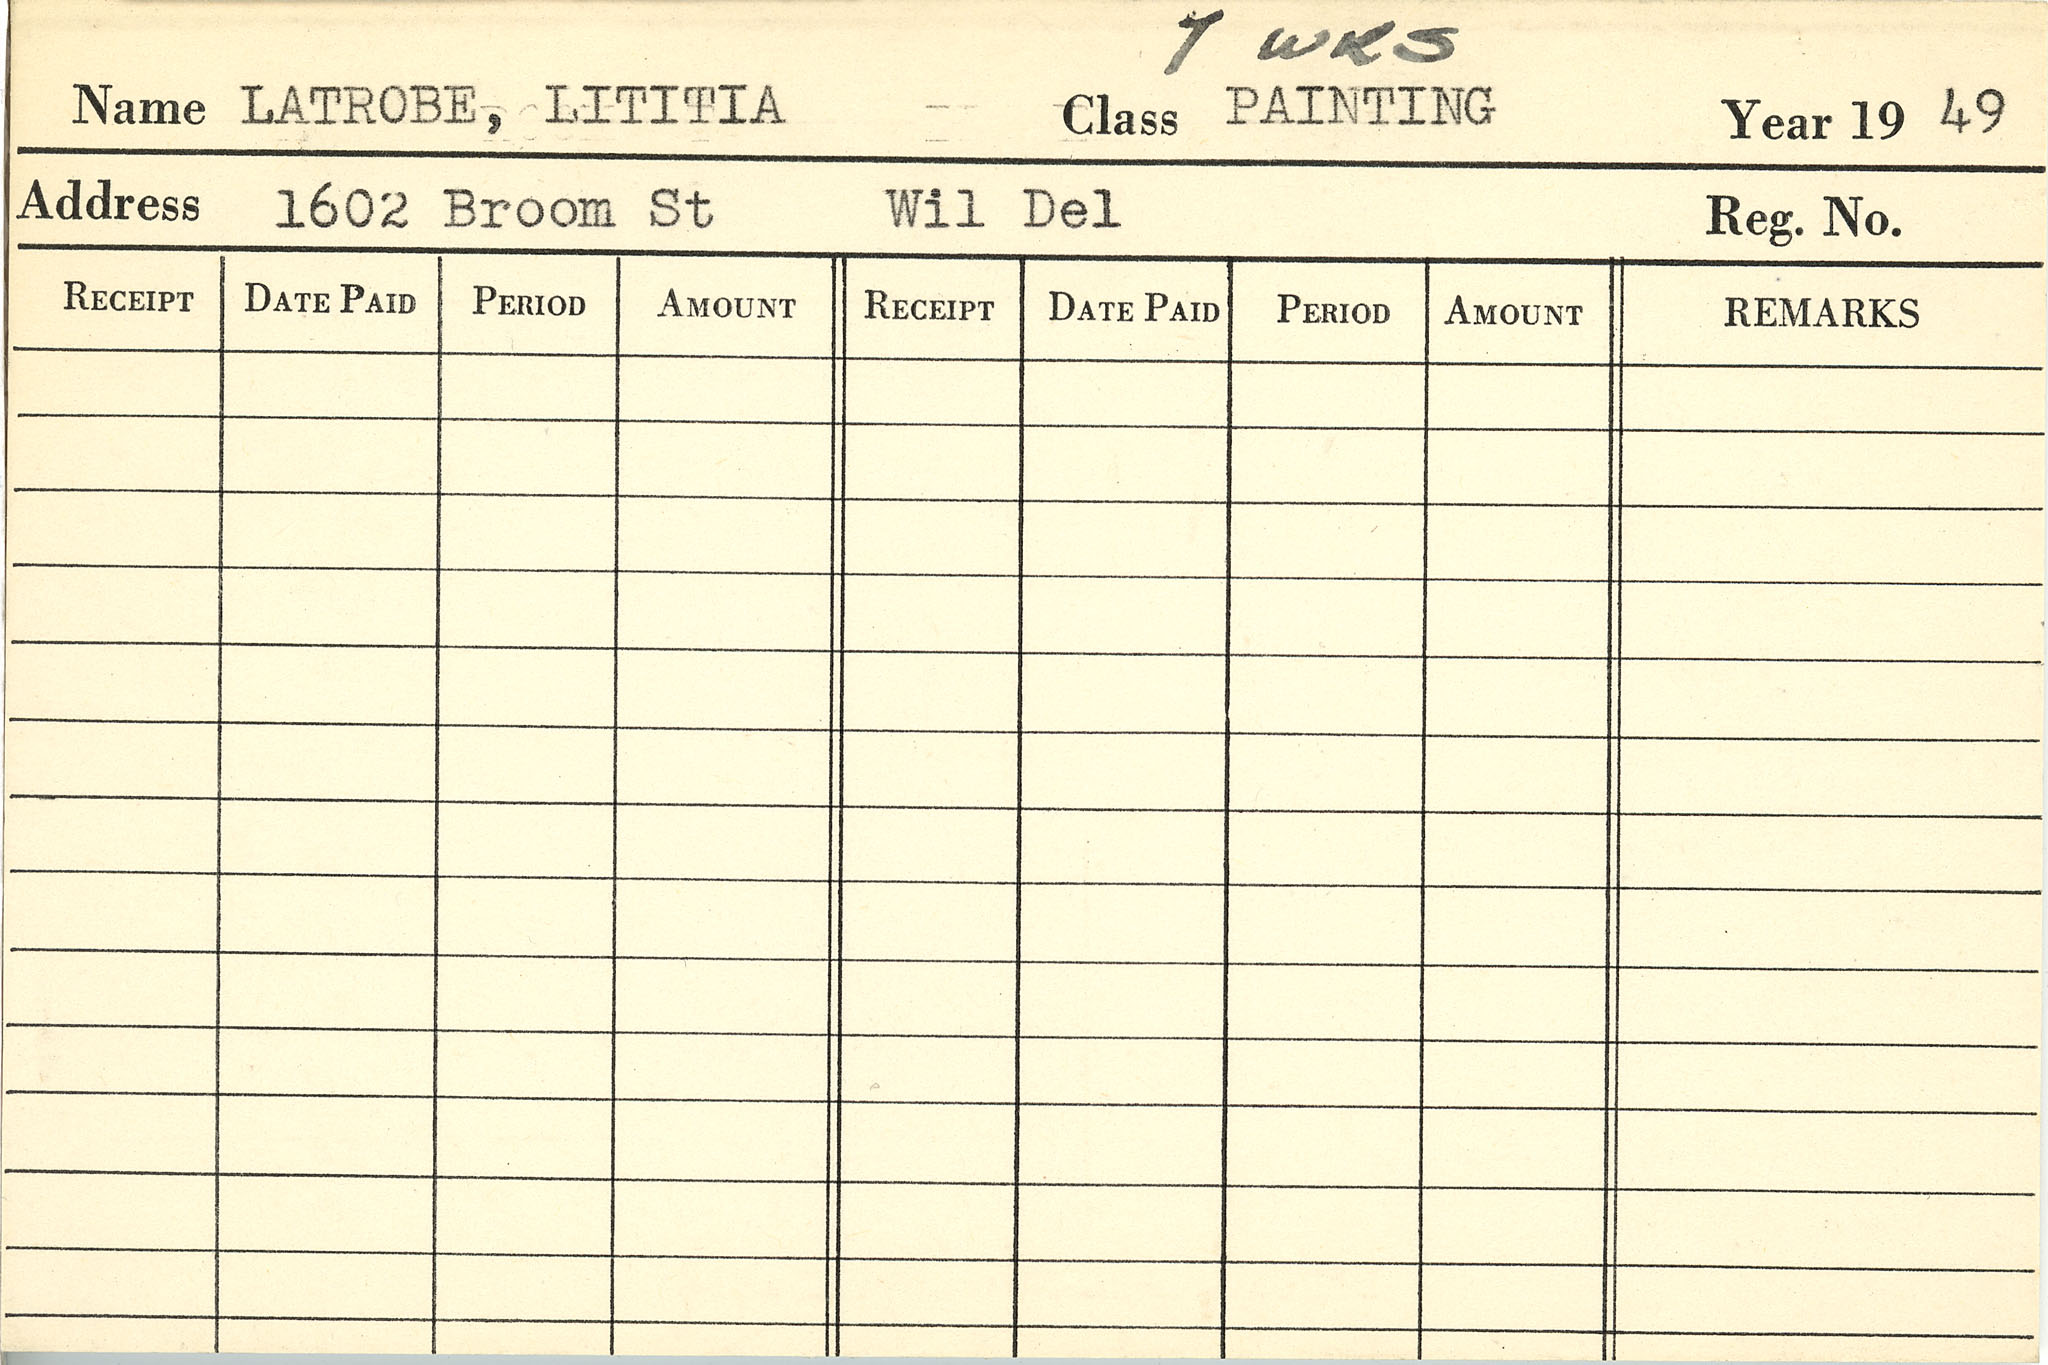 7 WKS
Name LATROBE, LITITIA Class PAINTING Year 19 49
Address 1602 Broom St Wil Del Reg. No.
RECEIPT DATE PAID PERIOD AMOUNT RECEIPT DATE PAID PERIOD AMOUNT REMARKS